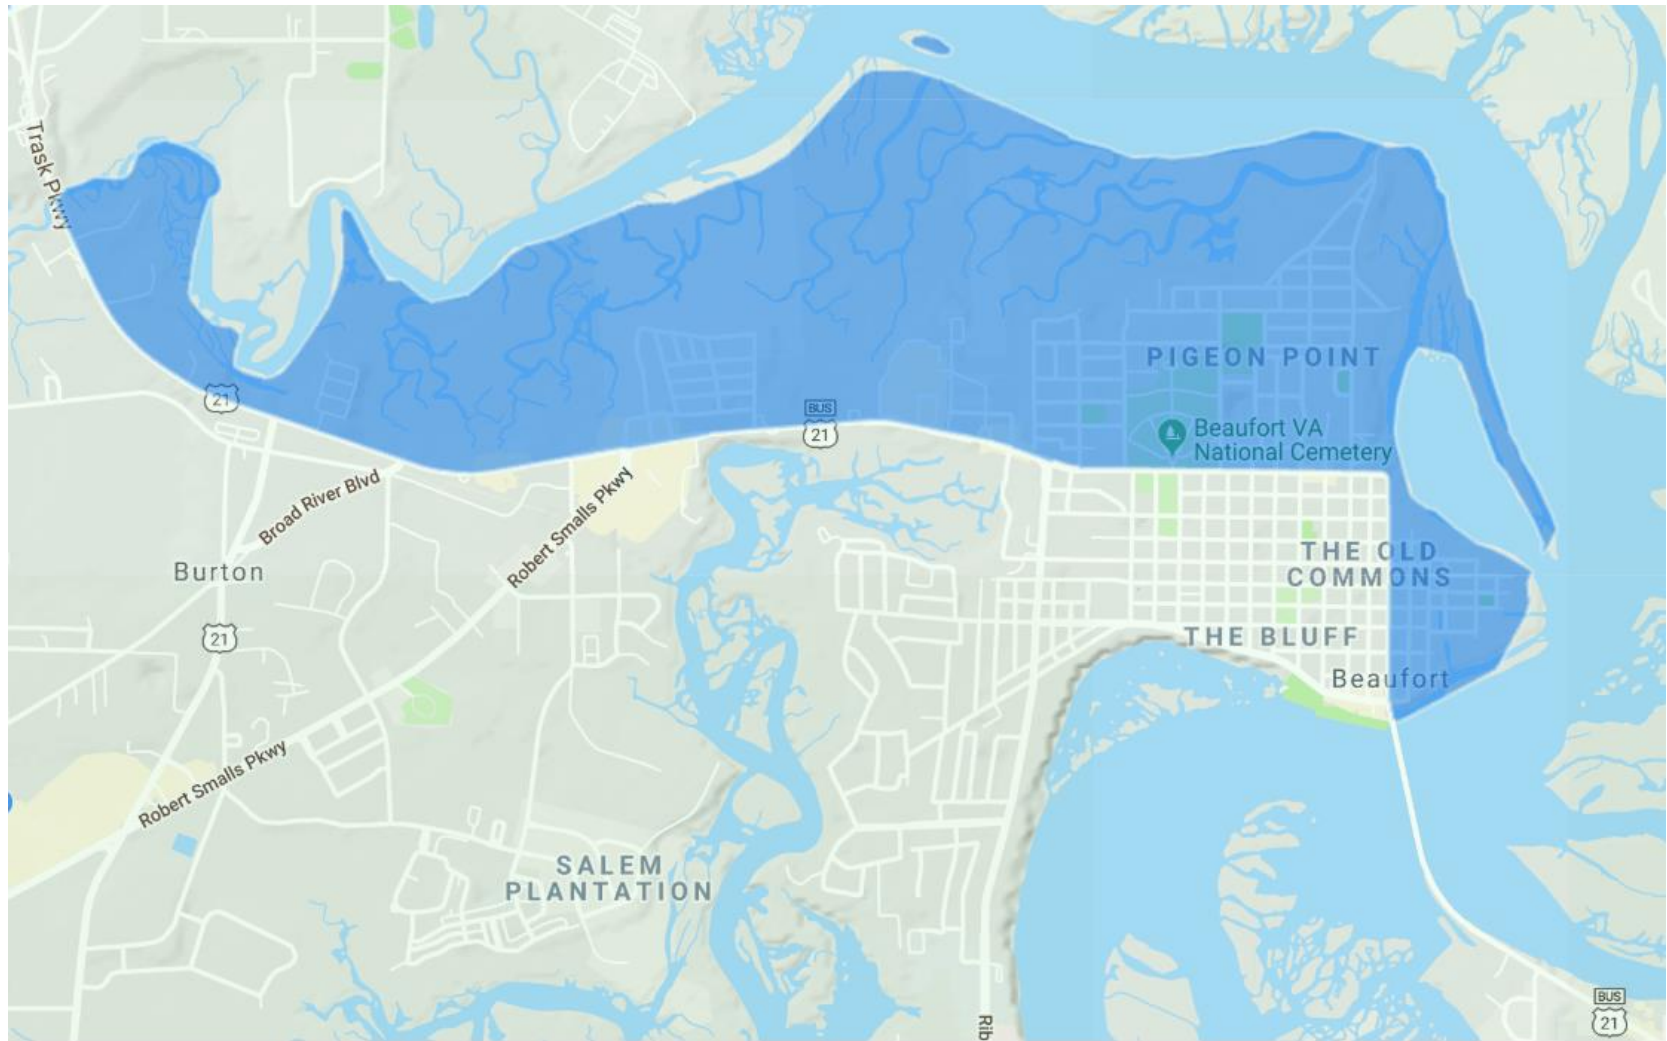 Trask Pkwy
21
BUS
21
PIGEON POINT
Beaufort VA
National Cemetery
Broad River Blvd
Robert Smalls Pkwy
Burton
THE OLD
COMMONS
21
THE BLUFF
Beaufort
Robert Smalls Pkwy
SALEM
PLANTATION
Rib
BUS
21